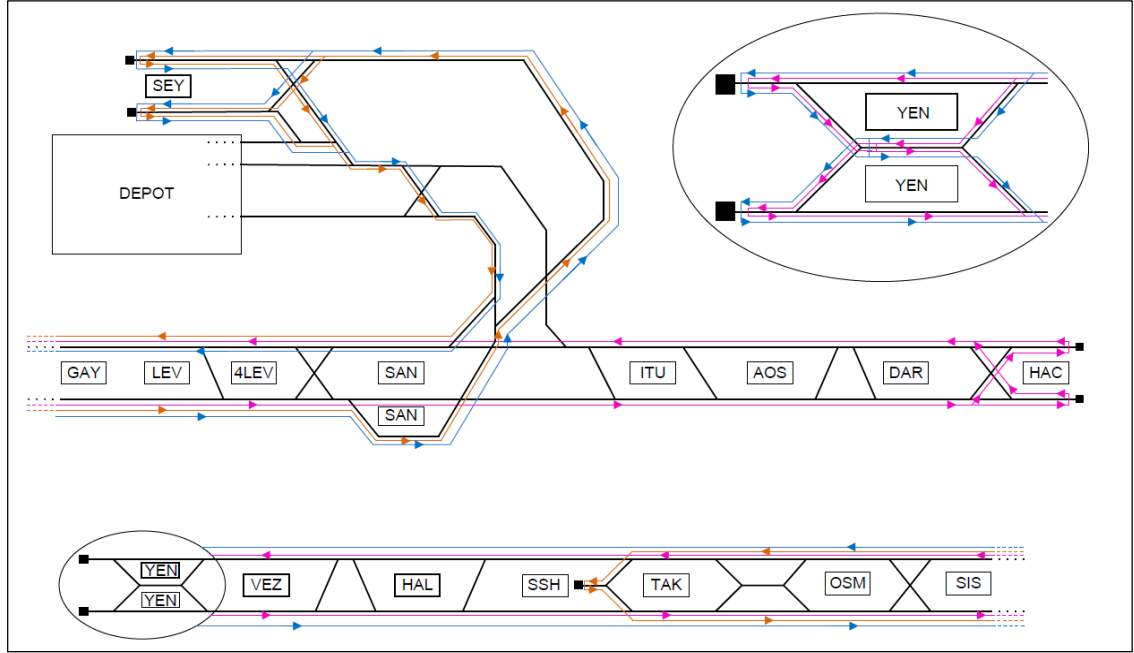 SEY
YEN
YEN
DEPOT
GAY LEV 4LEV SAN ITU AOS DAR HAC
SAN
YEN
YEN
VEZ HAL SSH TAK OSM SIS